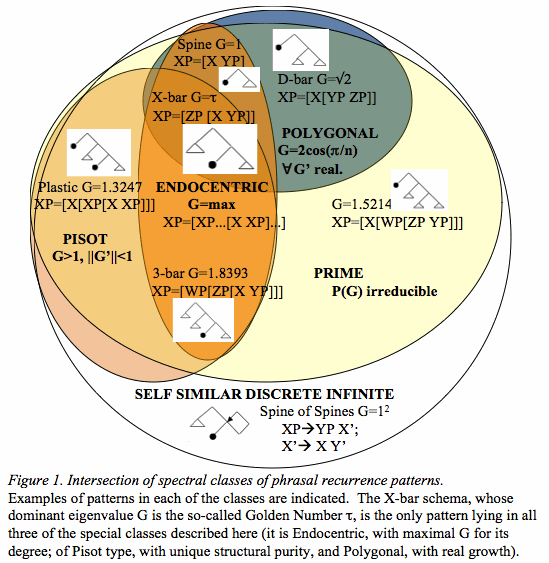 Spine G=1
XP=[X YP]
D-bar G=√2
XP=[X[YP ZP]]
X-bar G=τ
XP=[ZP [X YP]]
POLYGONAL
G=2cos(π/n)
∀G’ real.
Plastic G=1.3247
XP=[X[XP[X XP]]]
ENDOCENTRIC
G=max
XP=[XP...[X XP]...]
G=1.5214
XP=[X[WP[ZP YP]]]
PISOT
G>1, ||G’||<1
3-bar G=1.8393
XP=[WP[ZP[X YP]]]
PRIME
P(G) irreducible
SELF SIMILAR DISCRETE INFINITE
Spine of Spines G=1²
XP→YP X’;
X’→ X Y’
Figure 1. Intersection of spectral classes of phrasal recurrence patterns.
Examples of patterns in each of the classes are indicated.  The X-bar schema, whose
dominant eigenvalue G is the so-called Golden Number τ, is the only pattern lying in all
three of the special classes described here (it is Endocentric, with maximal G for its
degree; of Pisot type, with unique structural purity, and Polygonal, with real growth).